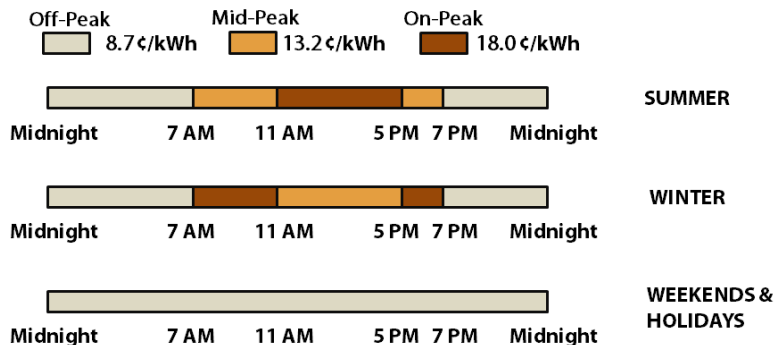 Off-Peak Mid-Peak On-Peak
8.7¢/kWh 13.2¢/kWh 18.0 ¢/kWh
SUMMER
Midnight 7 AM 11 AM 5 PM 7 PM Midnight
WINTER
Midnight 7 AM 11 AM 5 PM 7 PM Midnight
WEEKENDS &
HOLIDAYS
Midnight 7 AM 11 AM 5 PM 7 PM Midnight